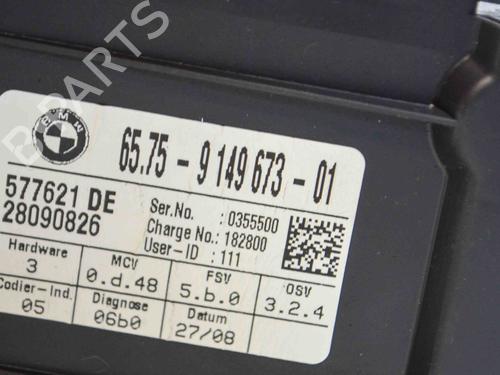 B-PARTS
BMW
65.75 - 9 149 673 - 01
577621 DE
28090826
Ser.No. : 0355500
Charge No.: 182800
User-ID : 111
Hardware MCV FSV OSV
3 0.d.48 5.b.0 3.2.4
Codier-Ind. Diagnose Datum
05 06b0 27/08